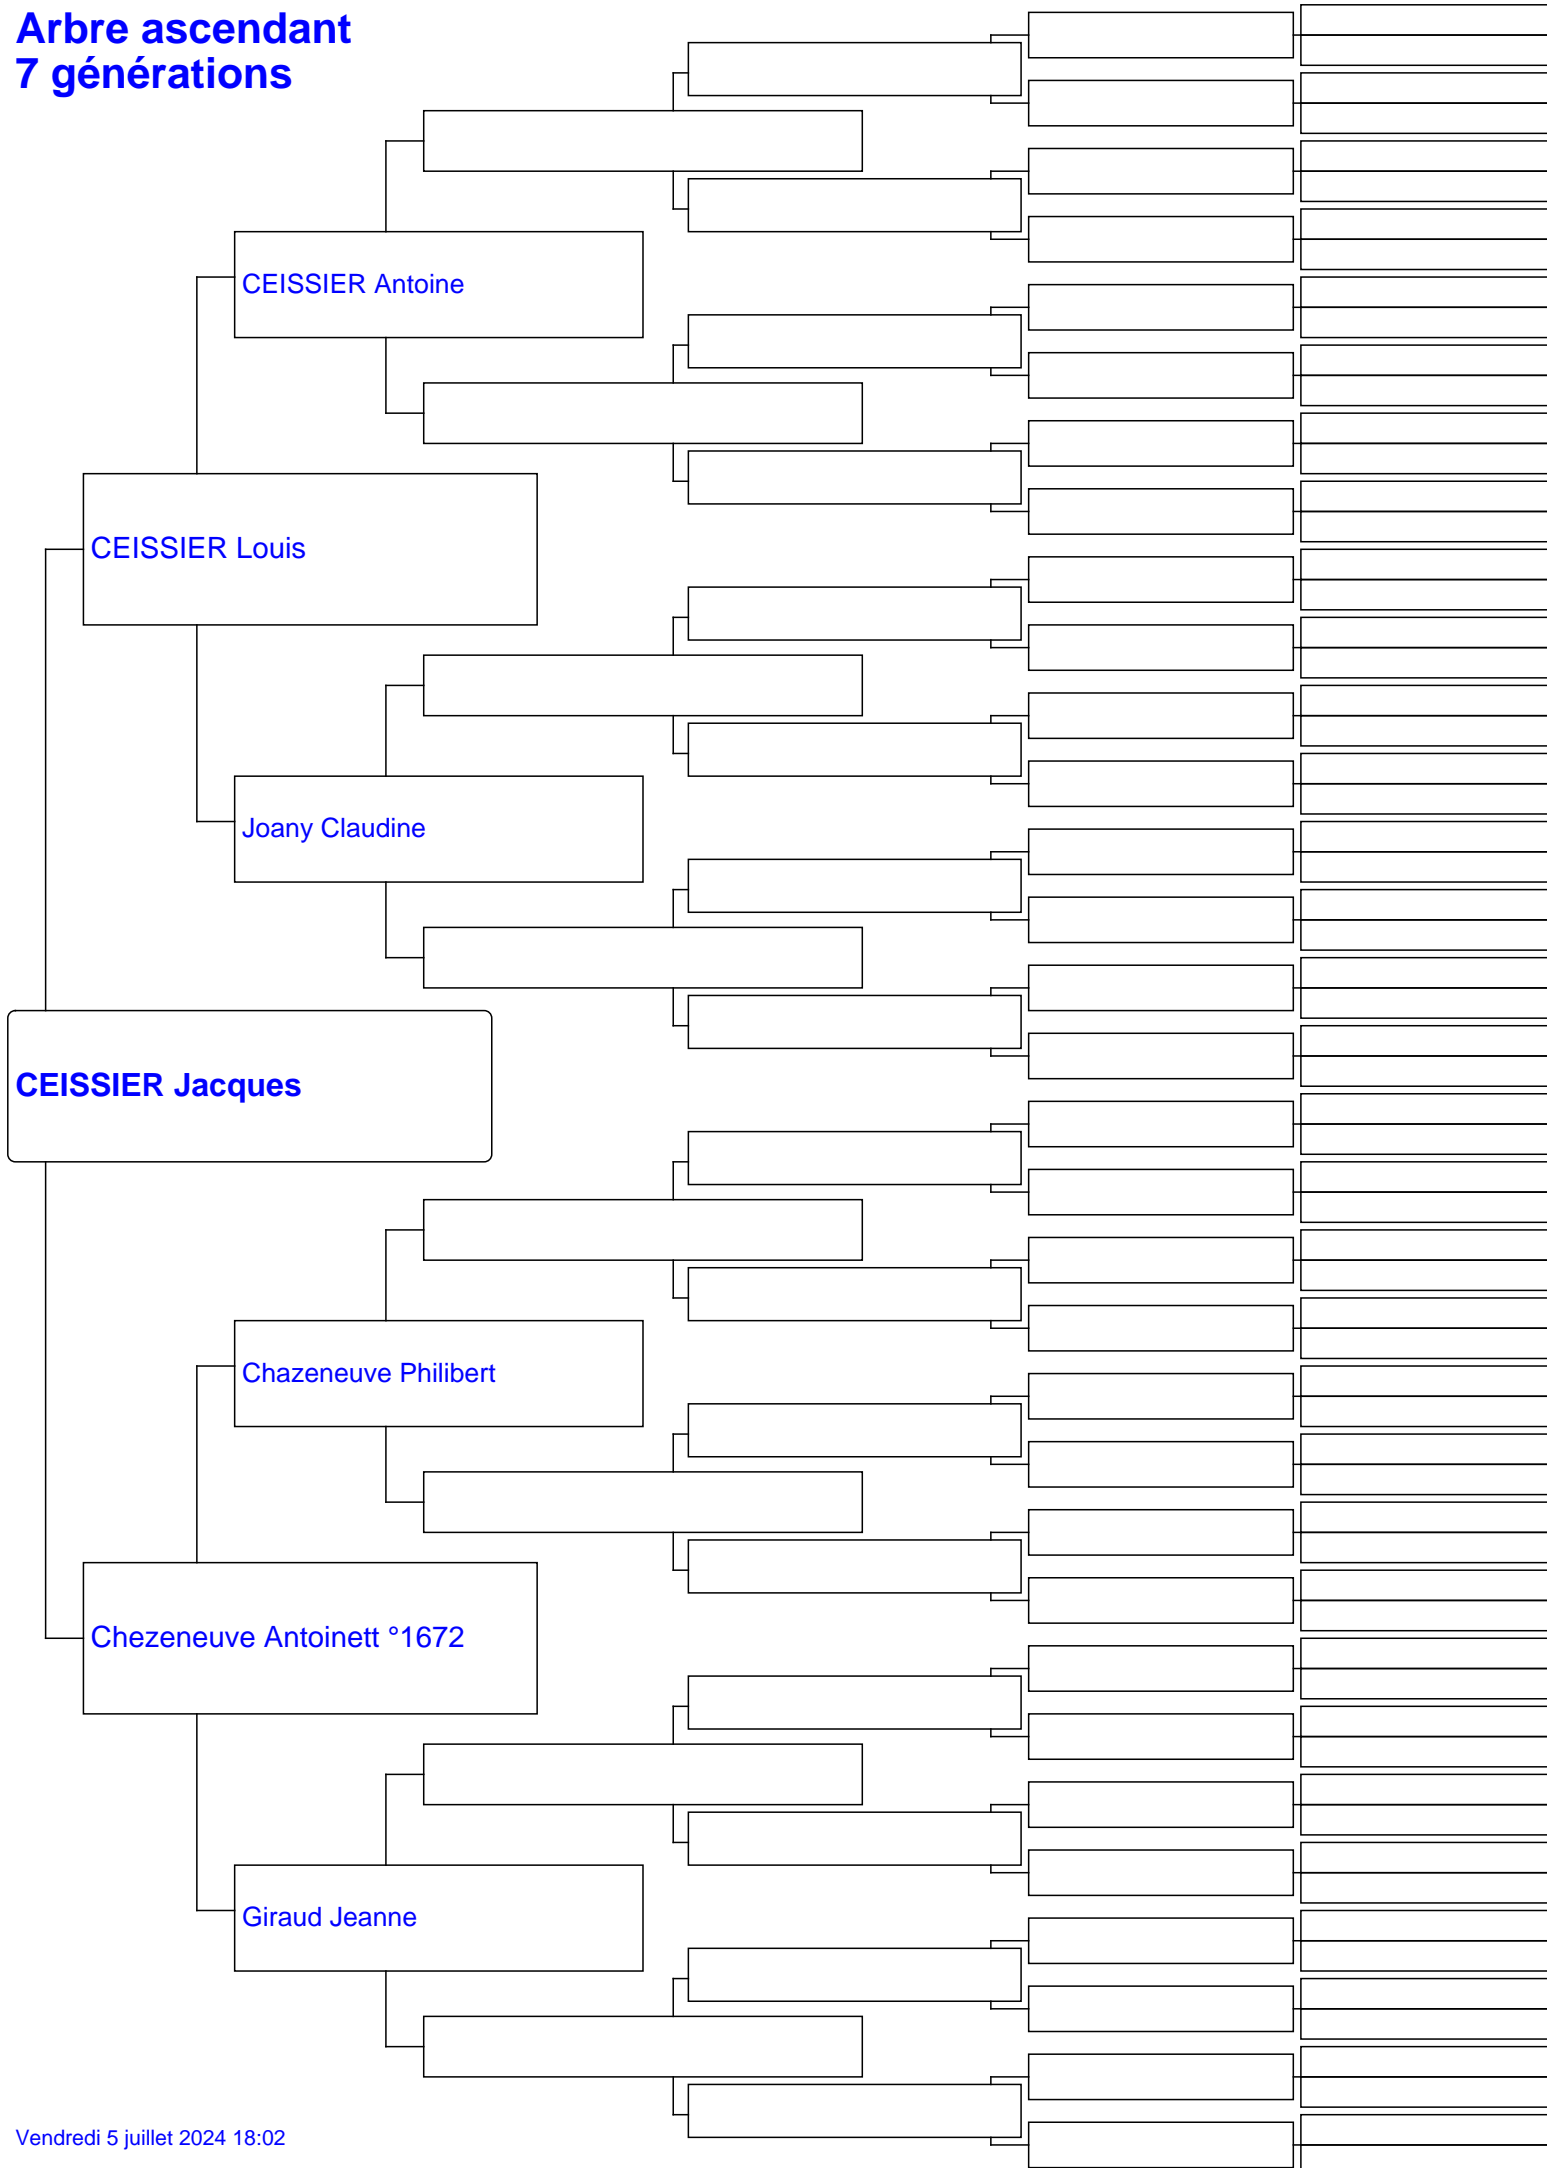 Arbre ascendant
7 générations
CEISSIER Antoine
CEISSIER Louis
Joany Claudine
CEISSIER Jacques
Chazeneuve Philibert
Chezeneuve Antoinett °1672
Giraud Jeanne
Vendredi 5 juillet 2024 18:02